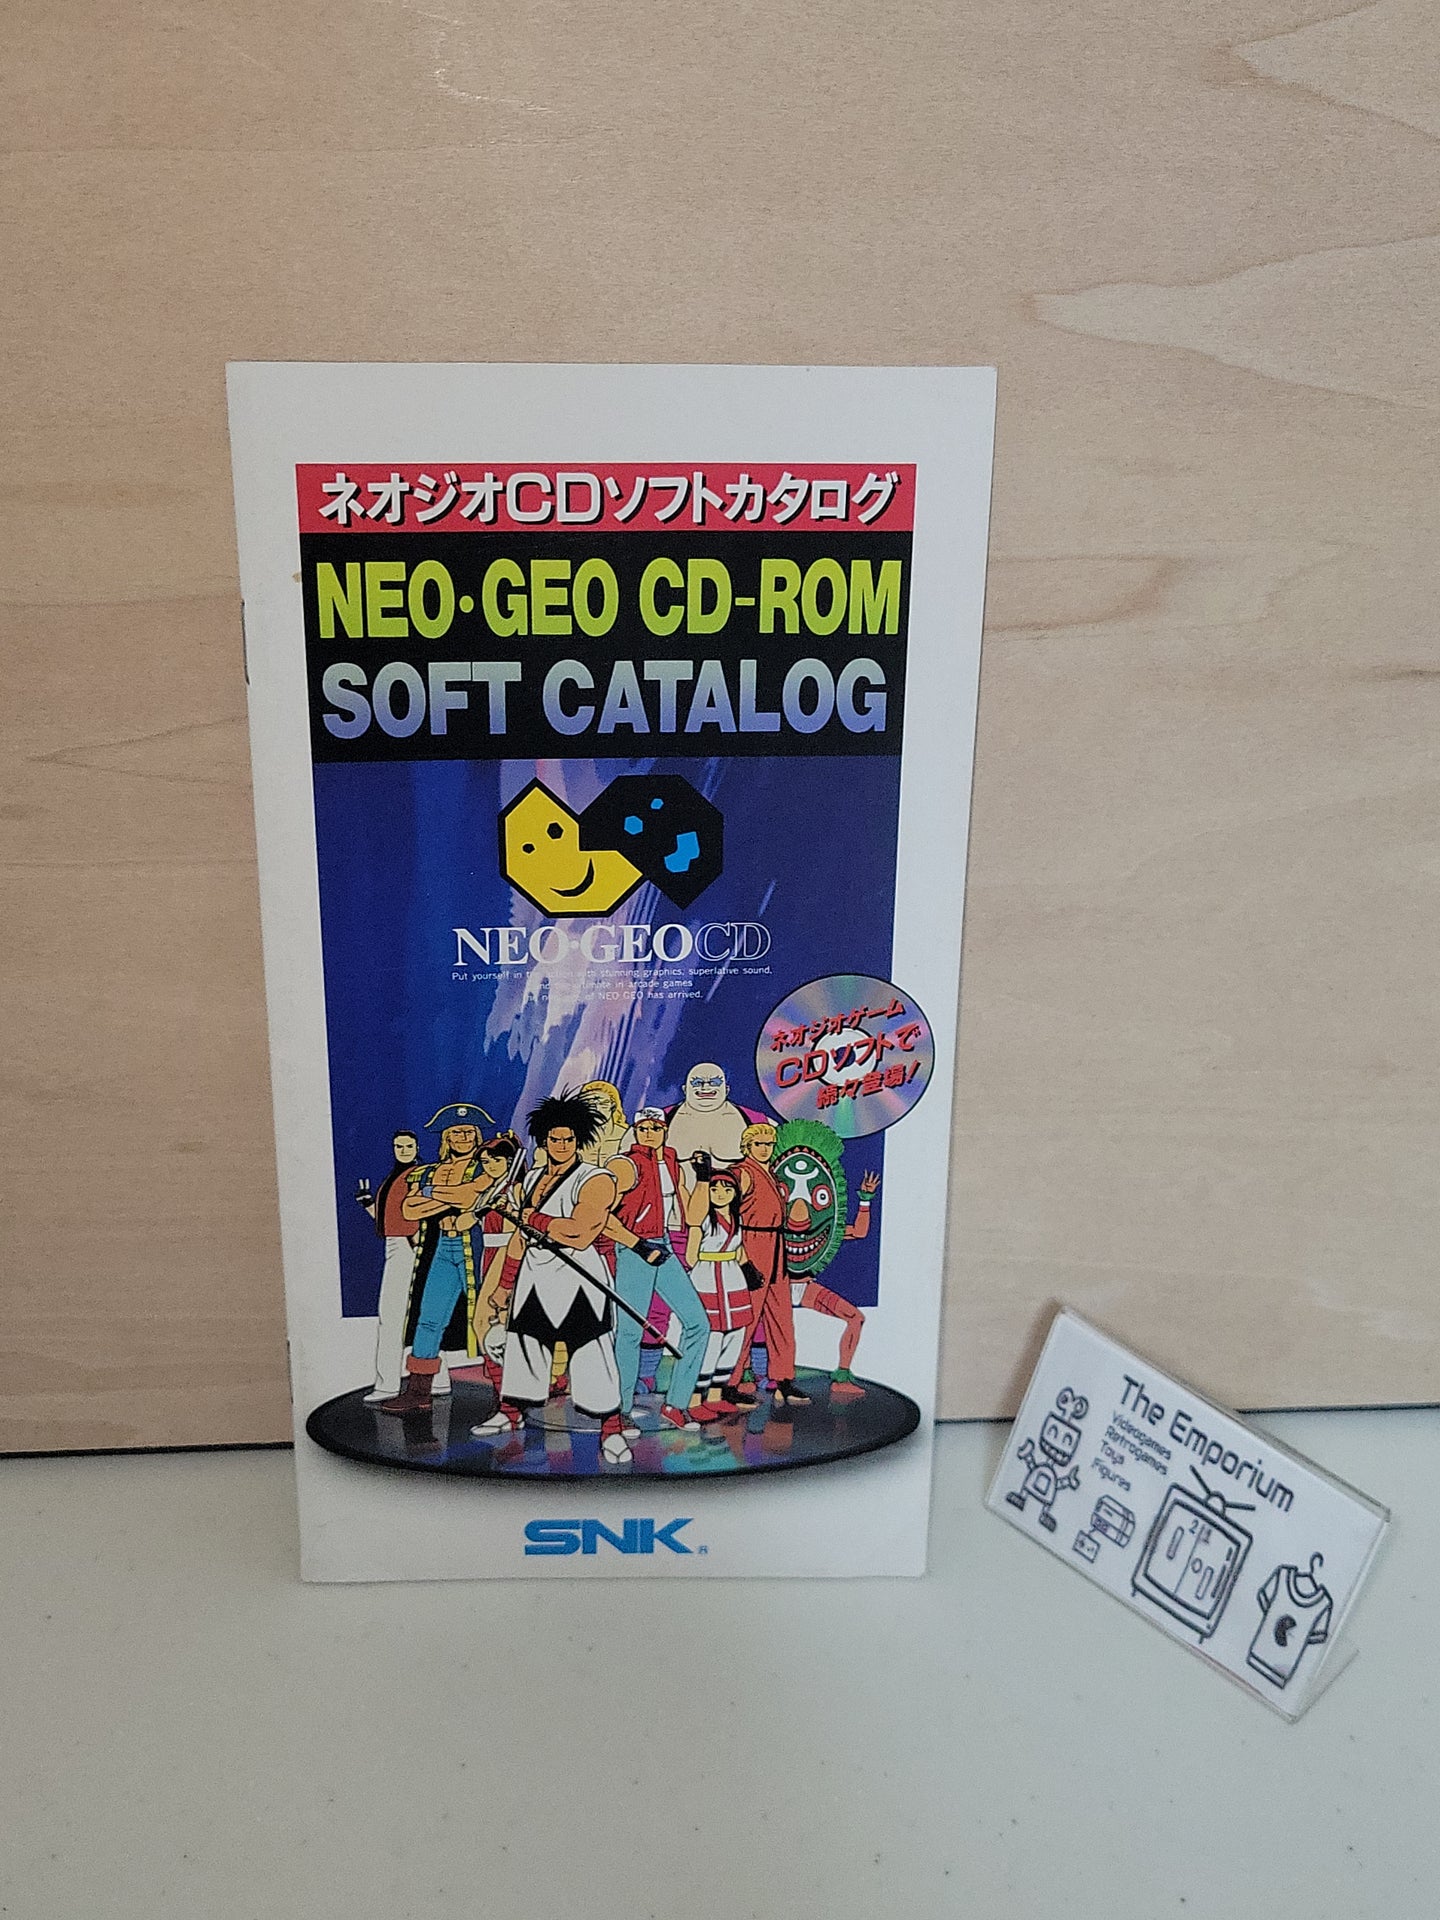 ネオジオCDソフトカタログ
NEO・GEO CD-ROM
SOFT CATALOG
NEO・GEO CD
Put yourself in the action with stunning graphics, superlative sound,
in arcade games
of NEO GEO has arrived.
ネオジオゲーム
CDソフトで
続々登場!
SNK®
The Emporium
Videogames
Retrogames
Toys
Figures
21